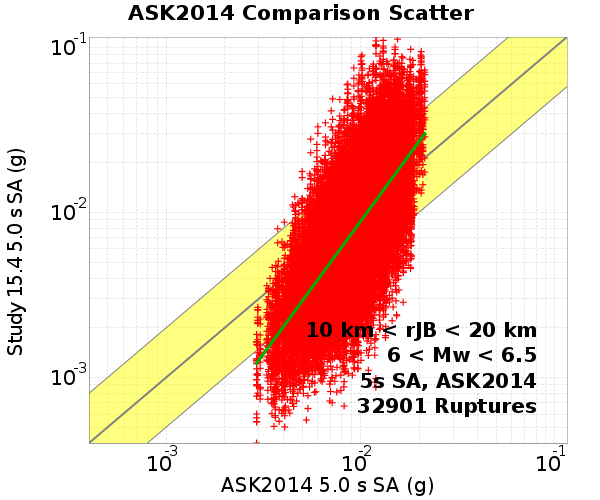 ASK2014 Comparison Scatter
10⁻¹
10⁻²
10⁻³
Study 15.4 5.0 s SA (g)
10 km < rJB < 20 km
6 < Mw < 6.5
5s SA, ASK2014
32901 Ruptures
10⁻³ 10⁻² 10⁻¹
ASK2014 5.0 s SA (g)